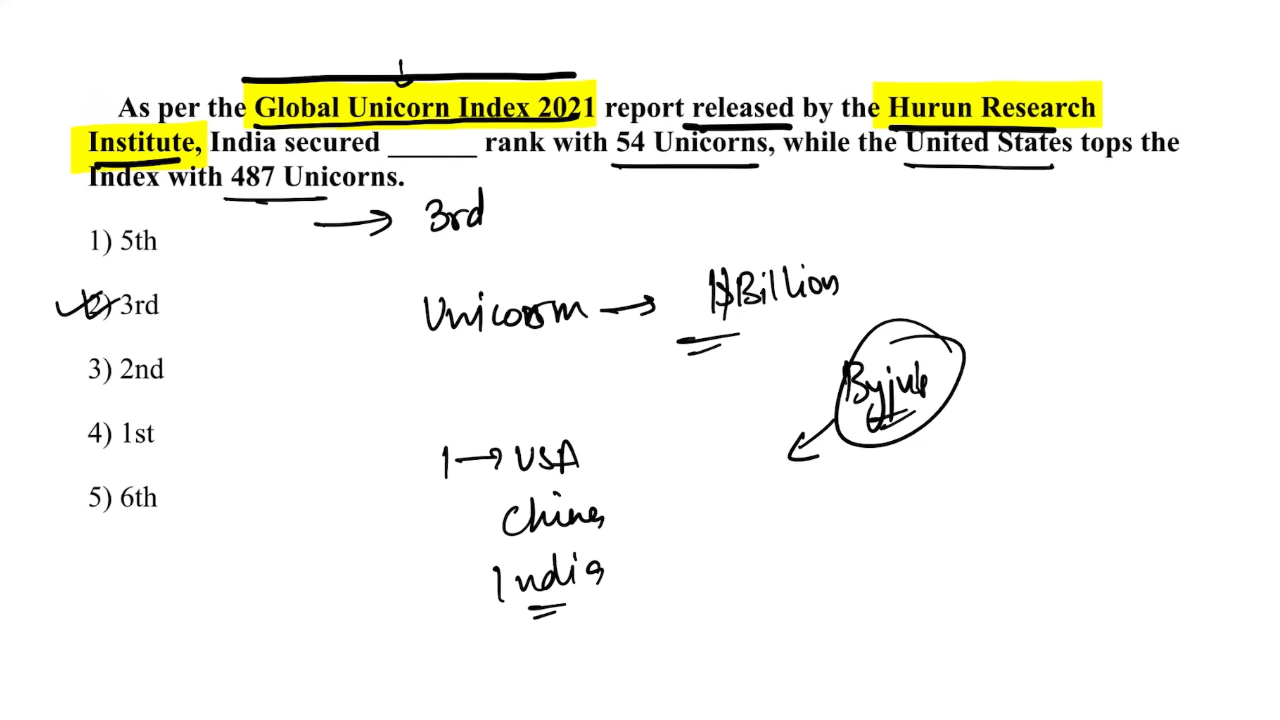 As per the Global Unicorn Index 2021 report released by the Hurun Research
Institute, India secured ______ rank with 54 Unicorns, while the United States tops the
Index with 487 Unicorns.
→ 3rd
1) 5th
2) 3rd
Unicorn → 1$Billion
3) 2nd
4) 1st
1 → USA
5) 6th
China
India